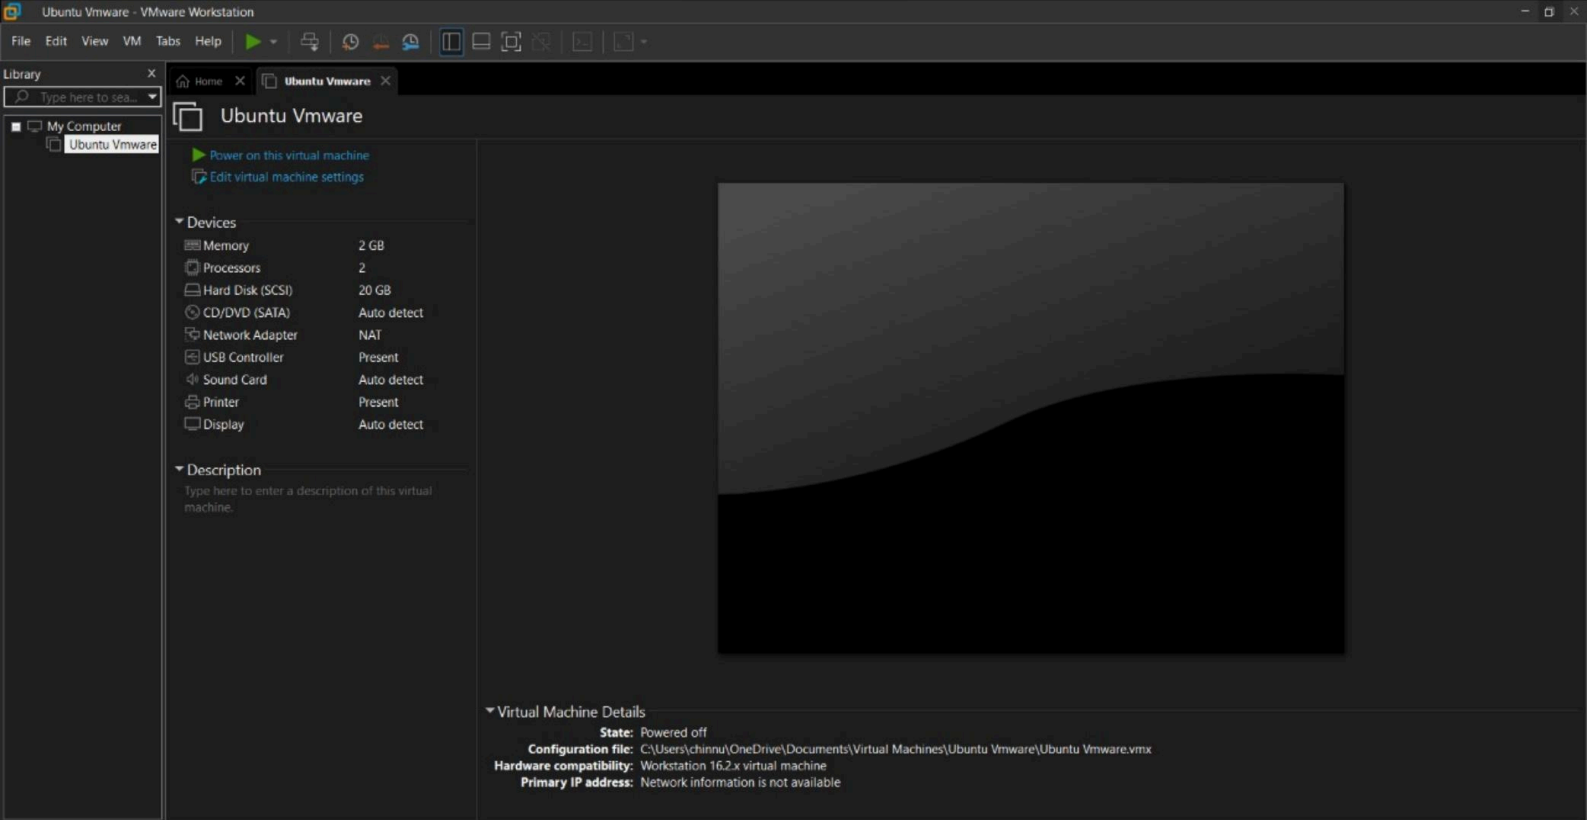 Ubuntu Vmware - VMware Workstation
File Edit View VM Tabs Help
Library X
Type here to sea...
My Computer
Ubuntu Vmware
Home
Ubuntu Vmware
Ubuntu Vmware
Power on this virtual machine
Edit virtual machine settings
Devices
Memory 2 GB
Processors 2
Hard Disk (SCSI) 20 GB
CD/DVD (SATA) Auto detect
Network Adapter NAT
USB Controller Present
Sound Card Auto detect
Printer Present
Display Auto detect
Description
Type here to enter a description of this virtual
machine.
Virtual Machine Details
State: Powered off
Configuration file: C:\Users\chinnu\OneDrive\Documents\Virtual Machines\Ubuntu Vmware\Ubuntu Vmware.vmx
Hardware compatibility: Workstation 16.2.x virtual machine
Primary IP address: Network information is not available